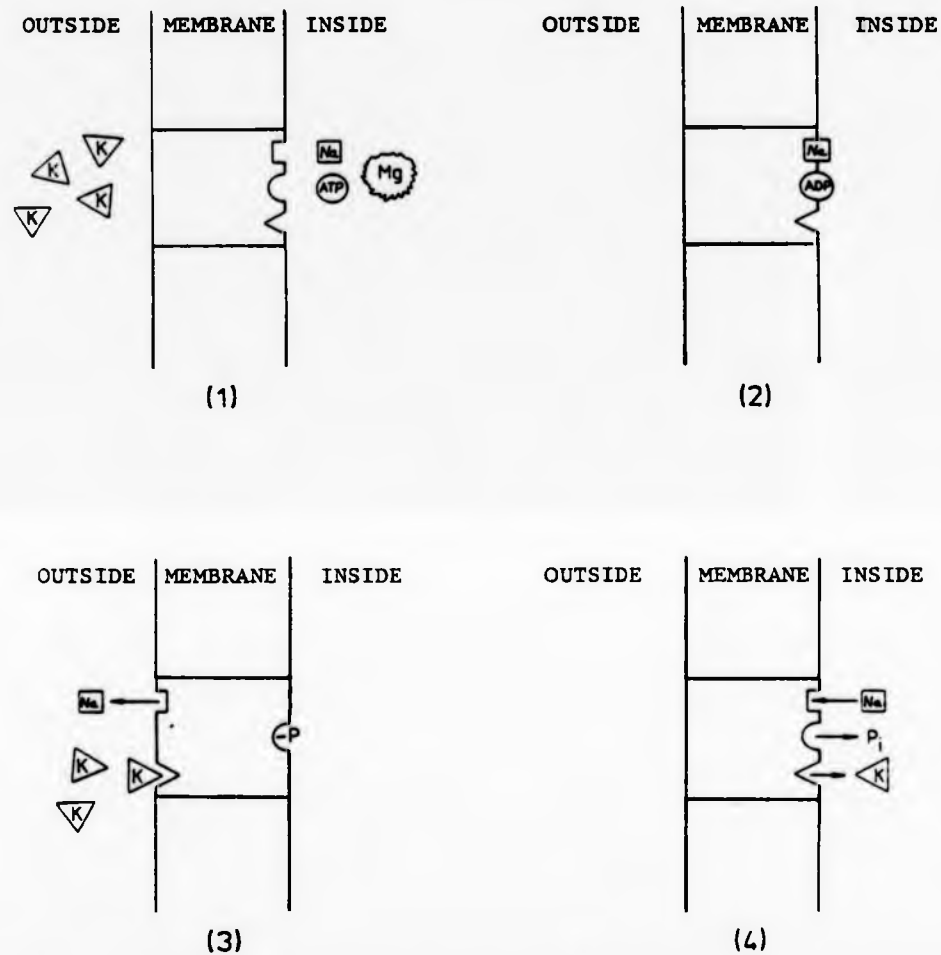 OUTSIDE MEMBRANE INSIDE
K
K
K
K
Na
ATP
Mg
(1)
OUTSIDE MEMBRANE INSIDE
Na
ADP
(2)
OUTSIDE MEMBRANE INSIDE
Na
K
K
K
-P
(3)
OUTSIDE MEMBRANE INSIDE
Na
Pi
K
(4)